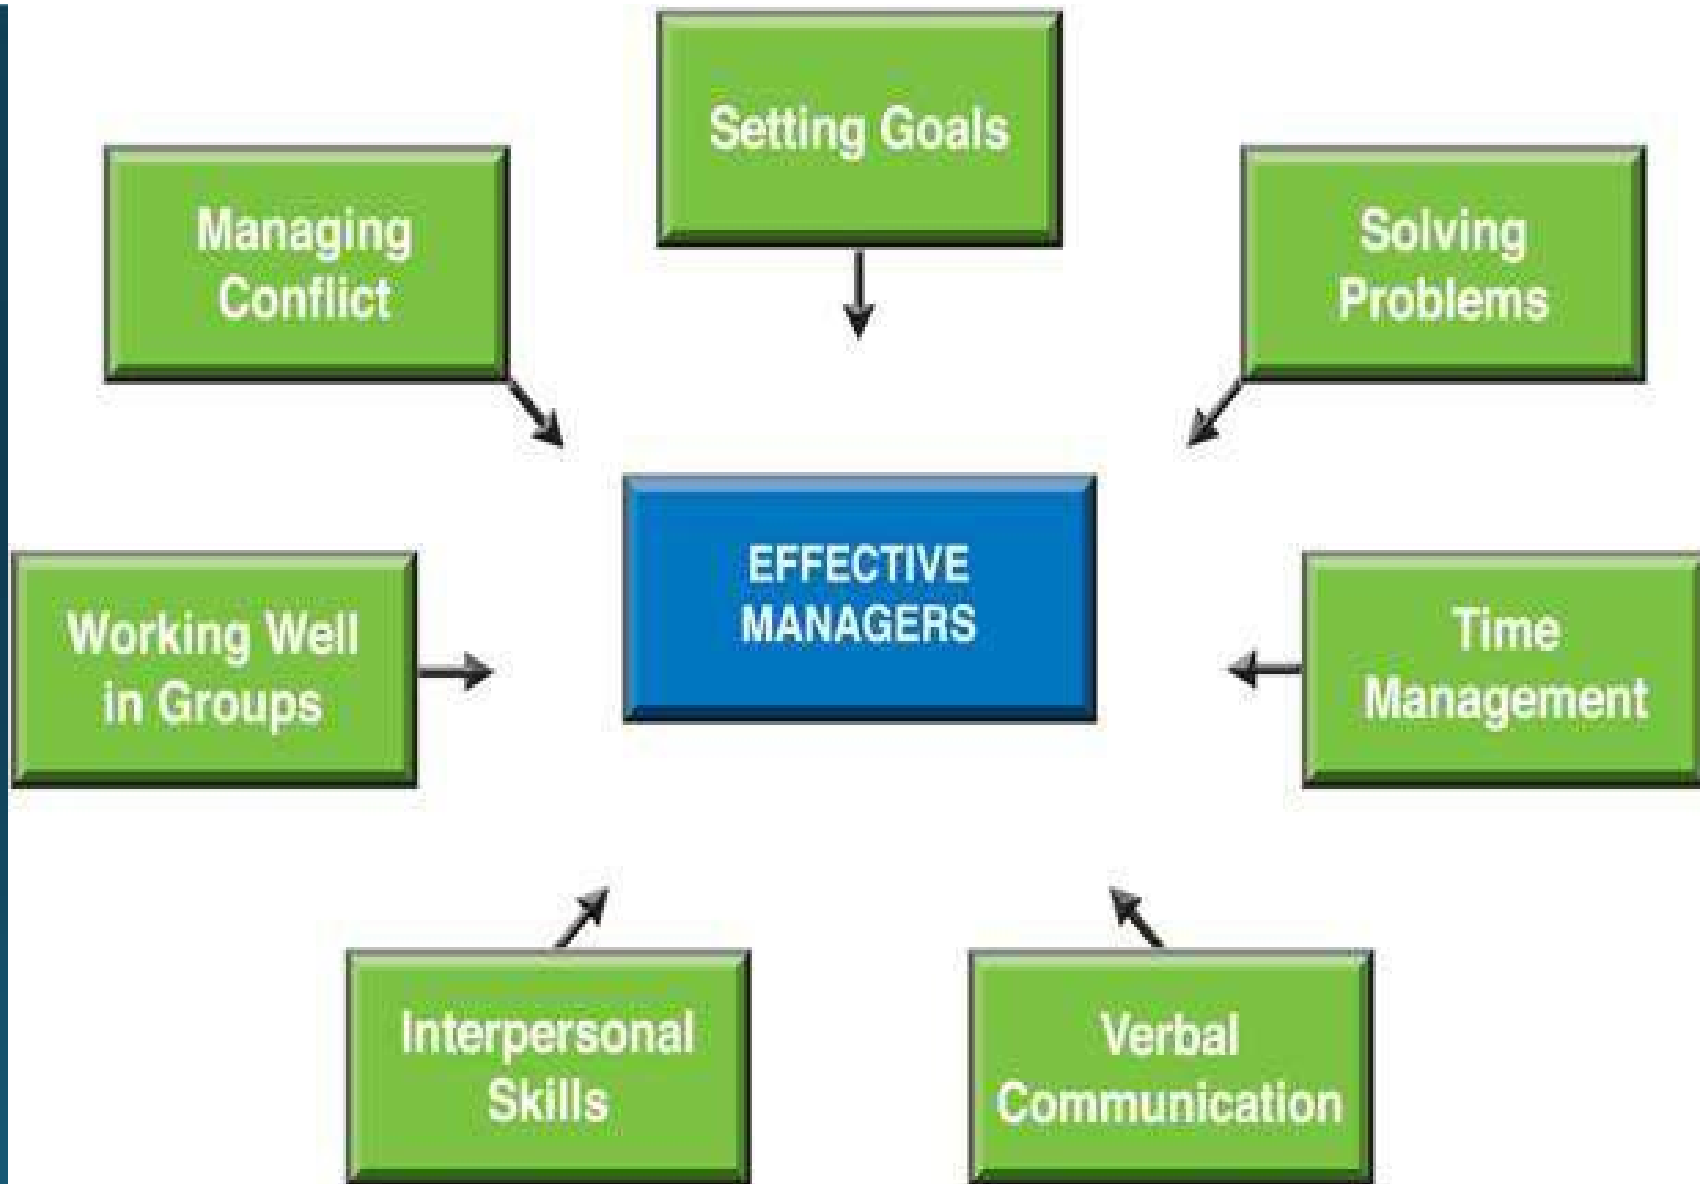 Setting Goals
Managing
Conflict
Solving
Problems
EFFECTIVE
MANAGERS
Working Well
in Groups
Time
Management
Interpersonal
Skills
Verbal
Communication